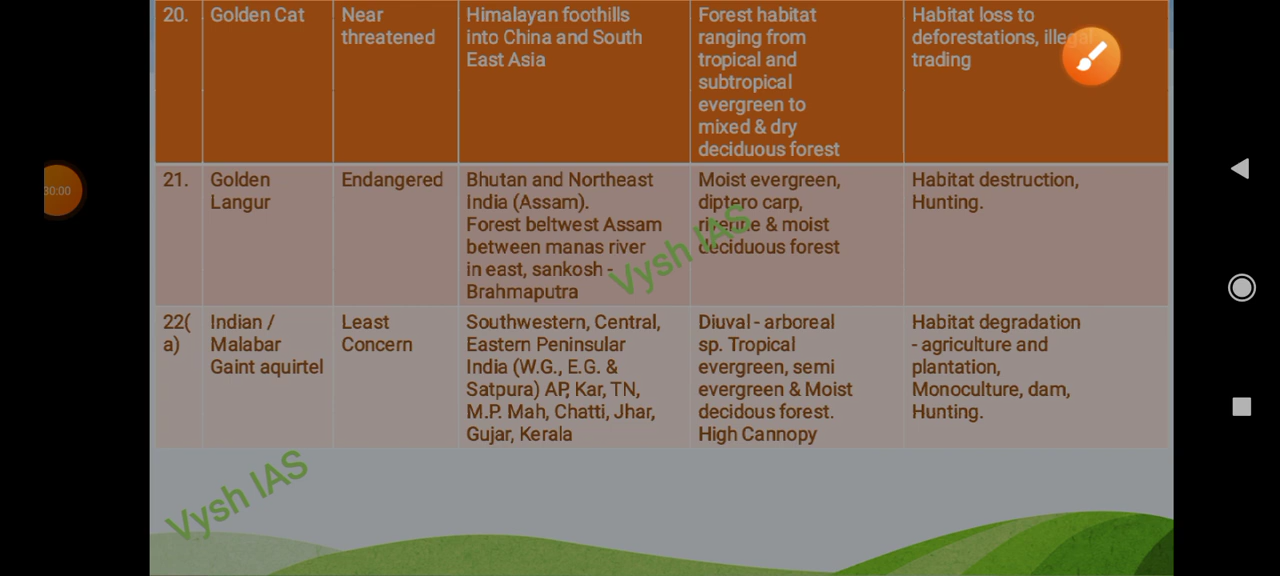 20.
Golden Cat
Near
threatened
Himalayan foothills
into China and South
East Asia
Forest habitat
ranging from
tropical and
subtropical
evergreen to
mixed & dry
deciduous forest
Habitat loss to
deforestations, illegal
trading
30:00
21.
Golden
Langur
Endangered
Bhutan and Northeast
India (Assam).
Forest beltwest Assam
between manas river
in east, sankosh -
Brahmaputra
Moist evergreen,
diptero carp,
riverine & moist
deciduous forest
Habitat destruction,
Hunting.
Vysh IAS
22(
a)
Indian /
Malabar
Gaint aquirtel
Least
Concern
Southwestern, Central,
Eastern Peninsular
India (W.G., E.G. &
Satpura) AP, Kar, TN,
M.P. Mah, Chatti, Jhar,
Gujar, Kerala
Diuval - arboreal
sp. Tropical
evergreen, semi
evergreen & Moist
decidous forest.
High Cannopy
Habitat degradation
- agriculture and
plantation,
Monoculture, dam,
Hunting.
Vysh IAS